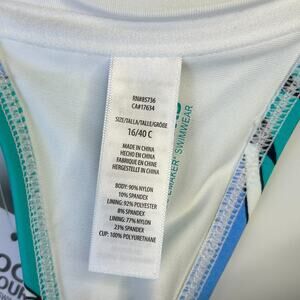 RN#85736
CA#17634
SIZE/TALLA/TAILLE/GRÖßE
16/40 C
MADE IN CHINA
HECHO EN CHINA
FABRIQUÉ EN CHINE
HERGESTELLT IN CHINA
BODY: 90% NYLON
10% SPANDEX
LINING: 92% POLYESTER
8% SPANDEX
LINING: 77% NYLON
23% SPANDEX
CUP: 100% POLYURETHANE
EMAKER® SWIMWEAR